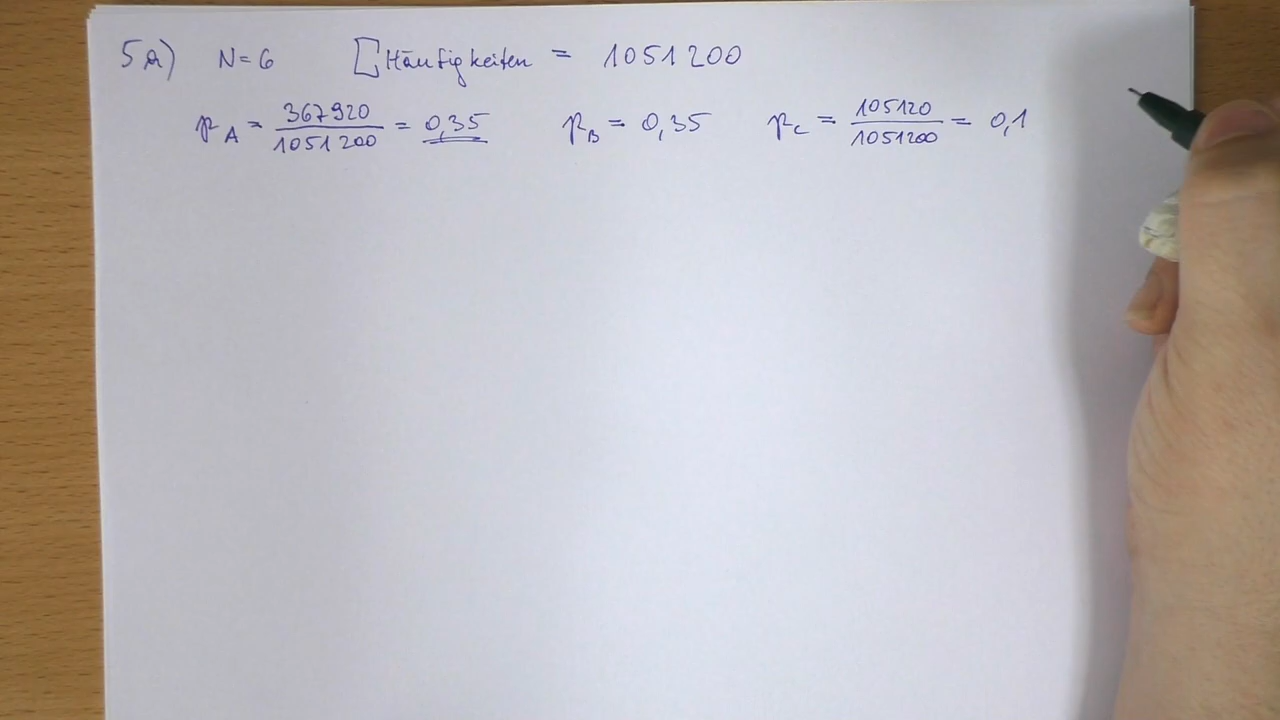 5a) N=6 ∑Häufigkeiten = 1051200
p_A = 367920/1051200 = 0,35 p_B = 0,35 p_C = 105120/1051200 = 0,1